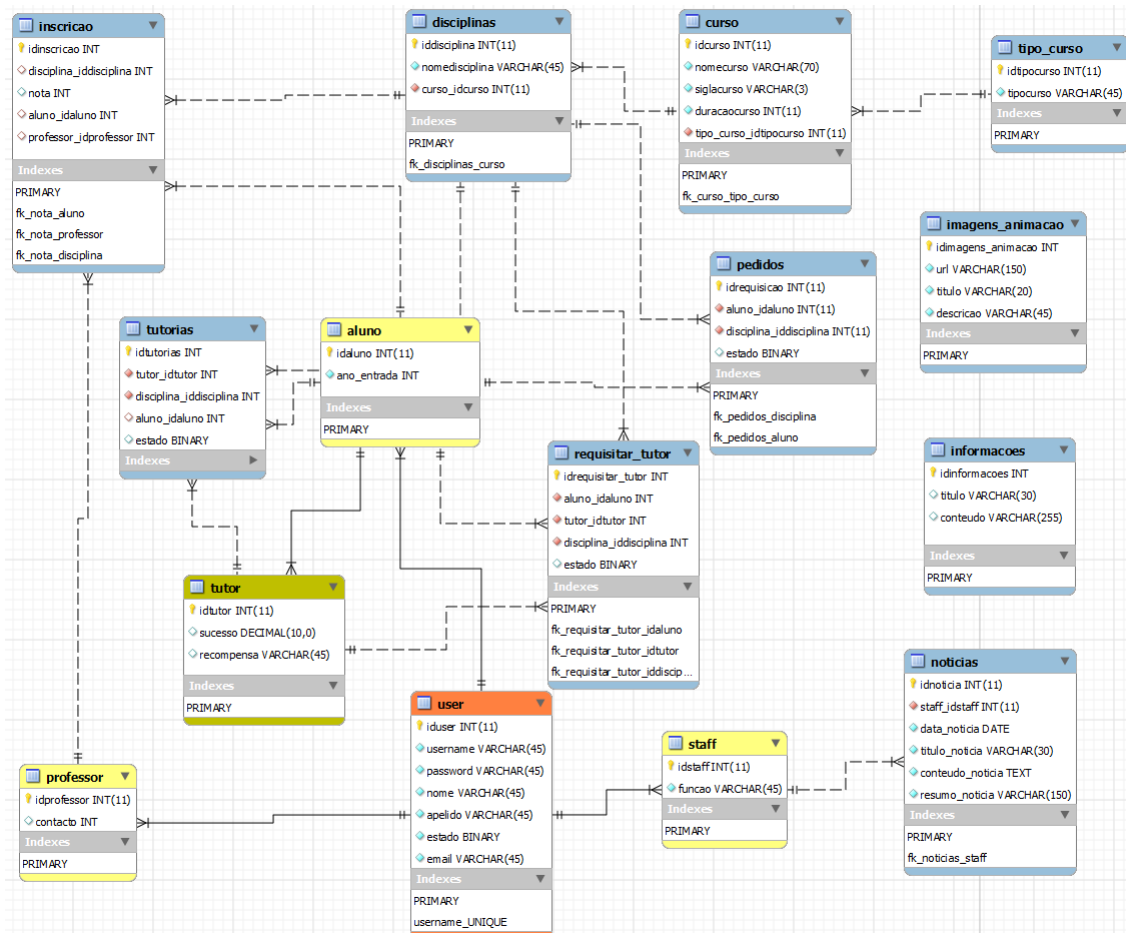 inscricao
idinscricao INT
disciplina_iddisciplina INT
nota INT
aluno_idaluno INT
professor_idprofessor INT
Indexes
PRIMARY
fk_nota_aluno
fk_nota_professor
fk_nota_disciplina
disciplinas
iddisciplina INT(11)
nomedisciplina VARCHAR(45)
curso_idcurso INT(11)
Indexes
PRIMARY
fk_disciplinas_curso
curso
idcurso INT(11)
nomecurso VARCHAR(70)
siglacurso VARCHAR(3)
duracaocurso INT(11)
tipo_curso_idtipocurso INT(11)
Indexes
PRIMARY
fk_curso_tipo_curso
tipo_curso
idtipocurso INT(11)
tipocurso VARCHAR(45)
Indexes
PRIMARY
imagens_animacao
idimagens_animacao INT
url VARCHAR(150)
titulo VARCHAR(20)
descricao VARCHAR(45)
Indexes
PRIMARY
pedidos
idrequisicao INT(11)
aluno_idaluno INT(11)
disciplina_iddisciplina INT(11)
estado BINARY
Indexes
PRIMARY
fk_pedidos_disciplina
fk_pedidos_aluno
tutorias
idtutorias INT
tutor_idtutor INT
disciplina_iddisciplina INT
aluno_idaluno INT
estado BINARY
Indexes
aluno
idaluno INT(11)
ano_entrada INT
Indexes
PRIMARY
requisitar_tutor
idrequisitar_tutor INT
aluno_idaluno INT
tutor_idtutor INT
disciplina_iddisciplina INT
estado BINARY
Indexes
PRIMARY
fk_requisitar_tutor_idaluno
fk_requisitar_tutor_idtutor
fk_requisitar_tutor_iddiscip...
informacoes
idinformacoes INT
titulo VARCHAR(30)
conteudo VARCHAR(255)
Indexes
PRIMARY
tutor
idtutor INT(11)
sucesso DECIMAL(10,0)
recompensa VARCHAR(45)
Indexes
PRIMARY
user
iduser INT(11)
username VARCHAR(45)
password VARCHAR(45)
nome VARCHAR(45)
apelido VARCHAR(45)
estado BINARY
email VARCHAR(45)
Indexes
PRIMARY
username_UNIQUE
staff
idstaff INT(11)
funcao VARCHAR(45)
Indexes
PRIMARY
noticias
idnoticia INT(11)
staff_idstaff INT(11)
data_noticia DATE
titulo_noticia VARCHAR(30)
conteudo_noticia TEXT
resumo_noticia VARCHAR(150)
Indexes
PRIMARY
fk_noticias_staff
professor
idprofessor INT(11)
contacto INT
Indexes
PRIMARY